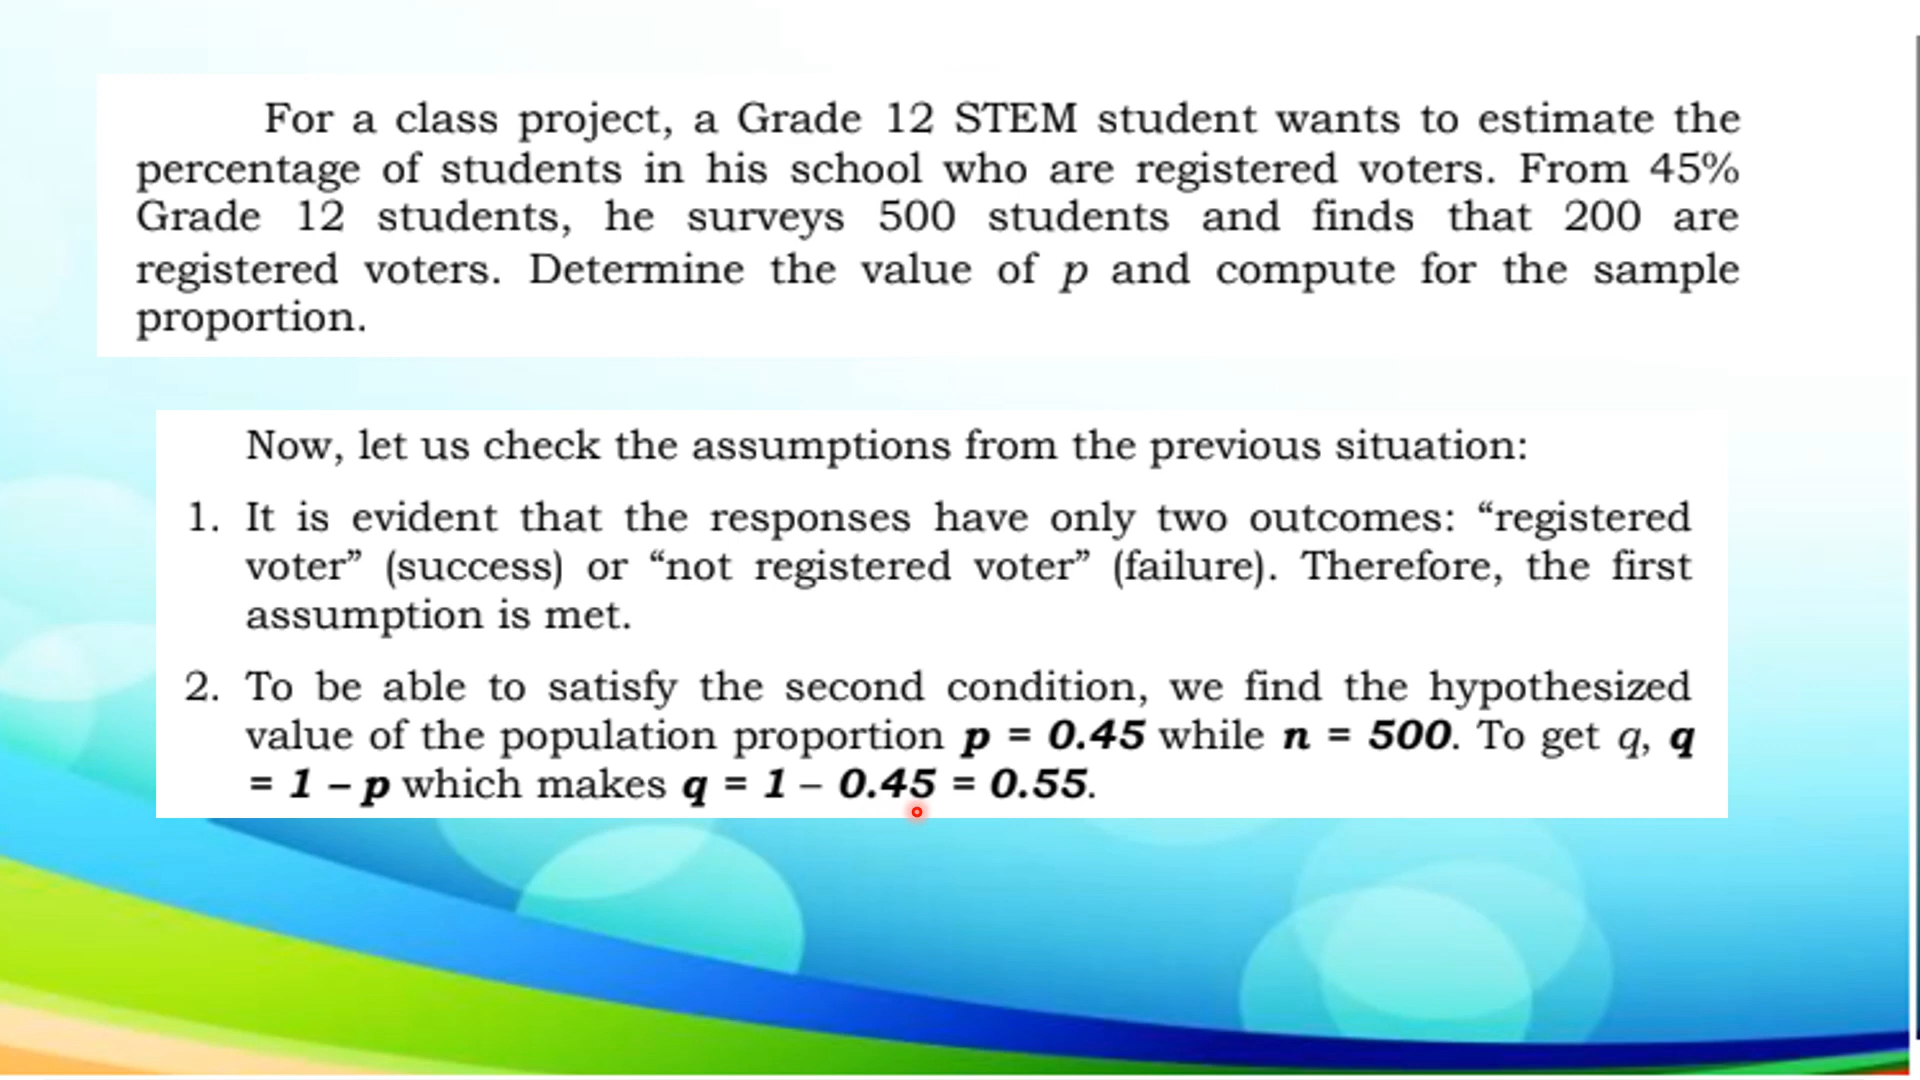 For a class project, a Grade 12 STEM student wants to estimate the
percentage of students in his school who are registered voters. From 45%
Grade 12 students, he surveys 500 students and finds that 200 are
registered voters. Determine the value of p and compute for the sample
proportion.
Now, let us check the assumptions from the previous situation:
1. It is evident that the responses have only two outcomes: “registered
voter” (success) or “not registered voter” (failure). Therefore, the first
assumption is met.
2. To be able to satisfy the second condition, we find the hypothesized
value of the population proportion p = 0.45 while n = 500. To get q, q
= 1 – p which makes q = 1 – 0.45 = 0.55.